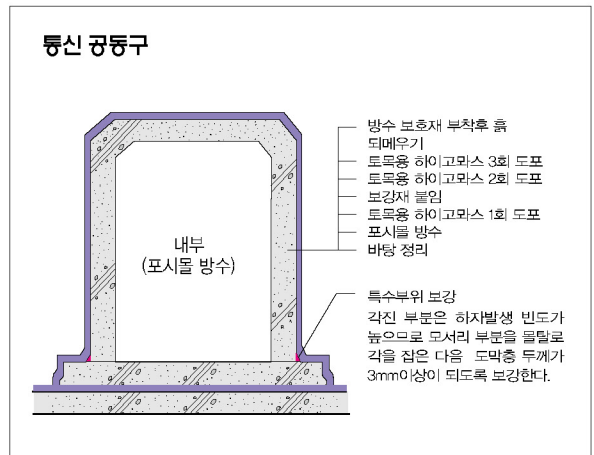 통신 공동구
방수 보호재 부착후 흙
되메우기
토목용 하이고뫄스 3회 도포
토목용 하이고뫄스 2회 도포
보강재 붙임
토목용 하이고뫄스 1회 도포
포시몰 방수
바탕 정리
내부
(포시몰 방수)
특수부위 보강
각진 부분은 하자발생 빈도가
높으므로 모서리 부분을 몰탈로
각을 잡은 다음 도막층 두께가
3mm이상이 되도록 보강한다.